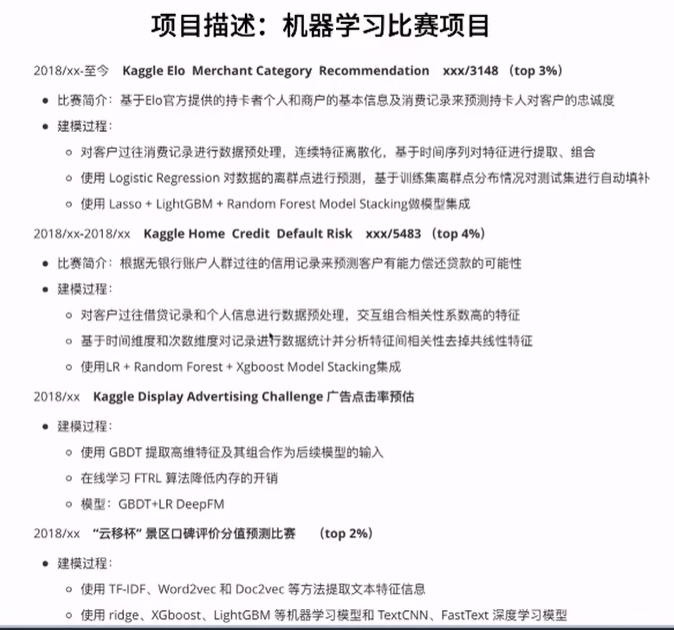 项目描述：机器学习比赛项目
2018/xx-至今 Kaggle Elo Merchant Category Recommendation xxx/3148 （top 3%）
比赛简介：基于Elo官方提供的持卡者个人和商户的基本信息及消费记录来预测持卡人对客户的忠诚度
建模过程：
对客户过往消费记录进行数据预处理，连续特征离散化，基于时间序列对特征进行提取、组合
使用 Logistic Regression 对数据的离群点进行预测，基于训练集离群点分布情况对测试集进行自动填补
使用 Lasso + LightGBM + Random Forest Model Stacking做模型集成
2018/xx-2018/xx Kaggle Home Credit Default Risk xxx/5483 （top 4%）
比赛简介：根据无银行账户人群过往的信用记录来预测客户有能力偿还贷款的可能性
建模过程：
对客户过往借贷记录和个人信息进行数据预处理，交互组合相关性系数高的特征
基于时间维度和次数维度对记录进行数据统计并分析特征间相关性去掉共线性特征
使用LR + Random Forest + Xgboost Model Stacking集成
2018/xx Kaggle Display Advertising Challenge 广告点击率预估
建模过程：
使用 GBDT 提取高维特征及其组合作为后续模型的输入
在线学习 FTRL 算法降低内存的开销
模型：GBDT+LR DeepFM
2018/xx “云移杯” 景区口碑评价分值预测比赛 （top 2%）
建模过程：
使用 TF-IDF、Word2vec 和 Doc2vec 等方法提取文本特征信息
使用 ridge、XGboost、LightGBM 等机器学习模型和 TextCNN、FastText 深度学习模型